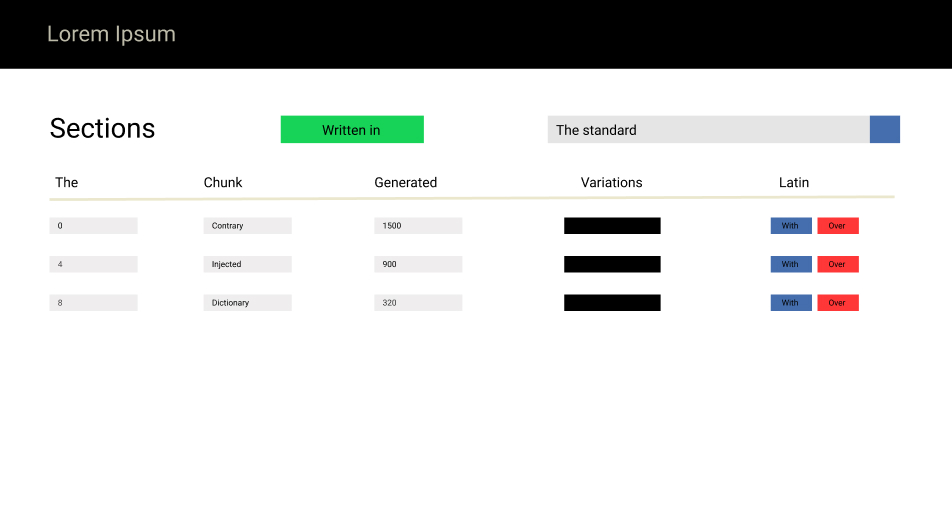 Lorem Ipsum
Sections Written in The standard
The Chunk Generated Variations Latin
0 Contrary 1500 With Over
4 Injected 900 With Over
8 Dictionary 320 With Over